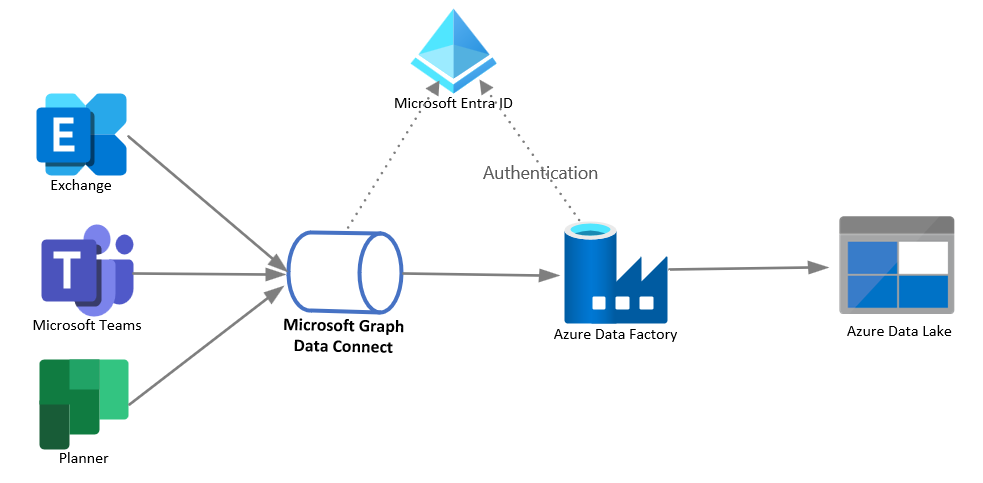 Microsoft Entra ID
E
Exchange
Authentication
T
Microsoft Teams
Microsoft Graph
Data Connect
Azure Data Factory
Azure Data Lake
Planner